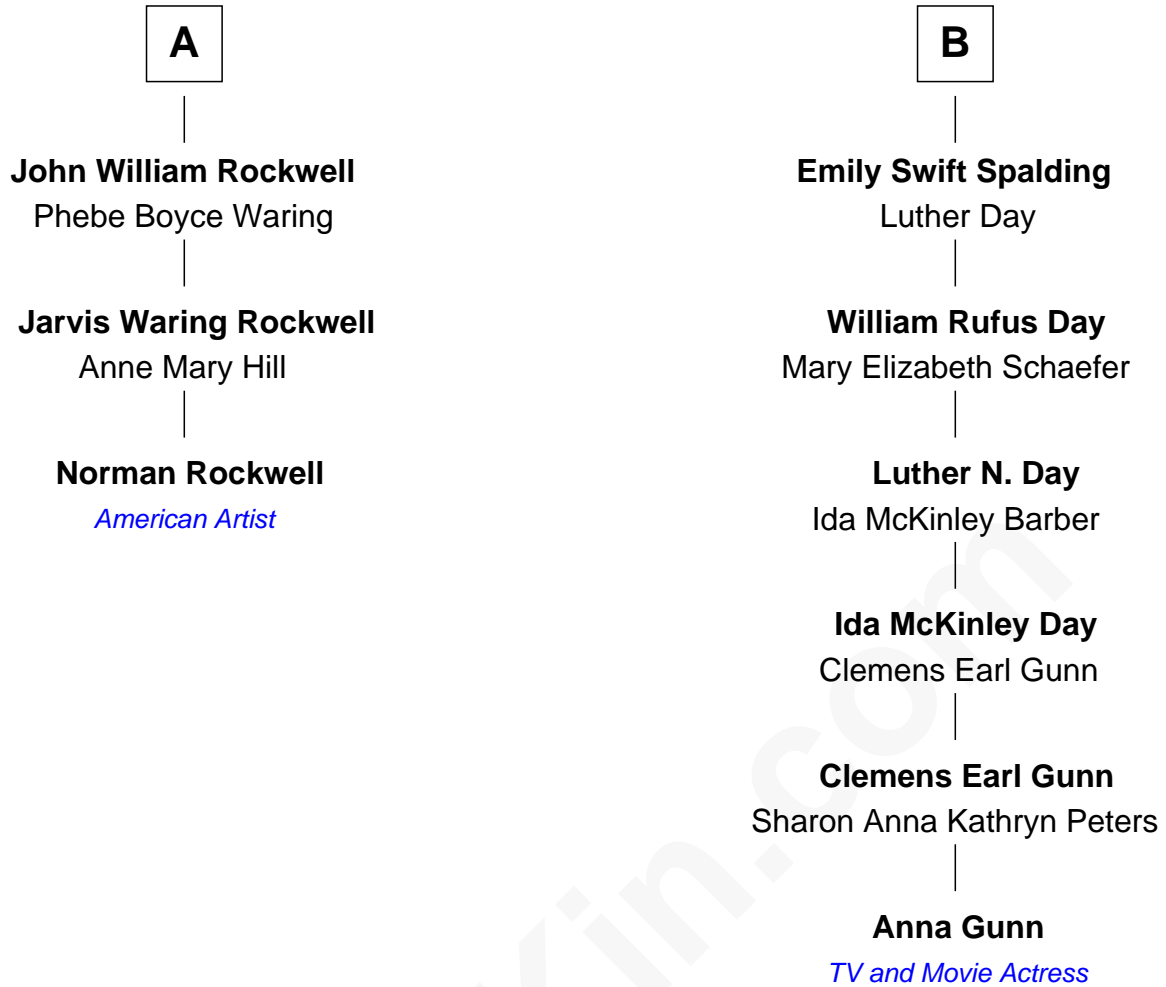 A
John William Rockwell
Phebe Boyce Waring
Jarvis Waring Rockwell
Anne Mary Hill
Norman Rockwell
American Artist
B
Emily Swift Spalding
Luther Day
William Rufus Day
Mary Elizabeth Schaefer
Luther N. Day
Ida McKinley Barber
Ida McKinley Day
Clemens Earl Gunn
Clemens Earl Gunn
Sharon Anna Kathryn Peters
Anna Gunn
TV and Movie Actress
Kin.com